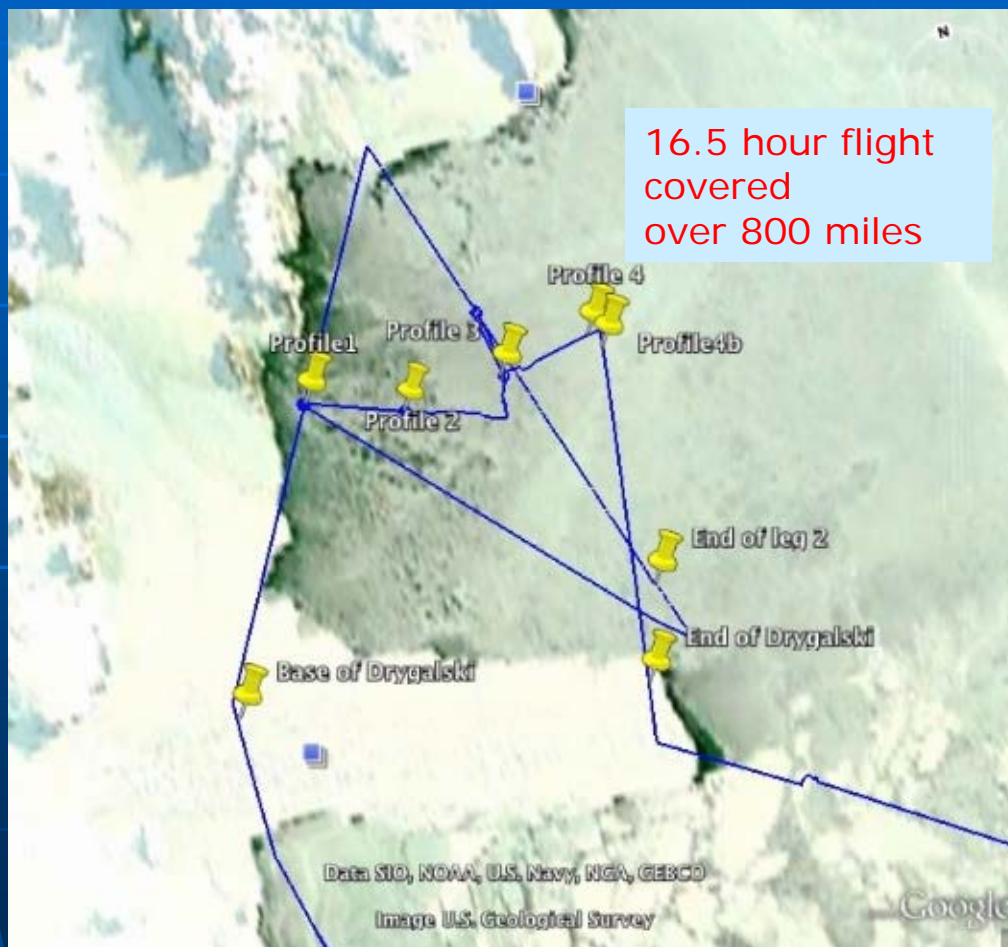 N
16.5 hour flight
covered
over 800 miles
Profile 4
Profile 3
Profile4b
Profile1
Profile 2
End of leg 2
End of Drygalski
Base of Drygalski
Data SIO, NOAA, U.S. Navy, NGA, GEBCO
Image U.S. Geological Survey
Google